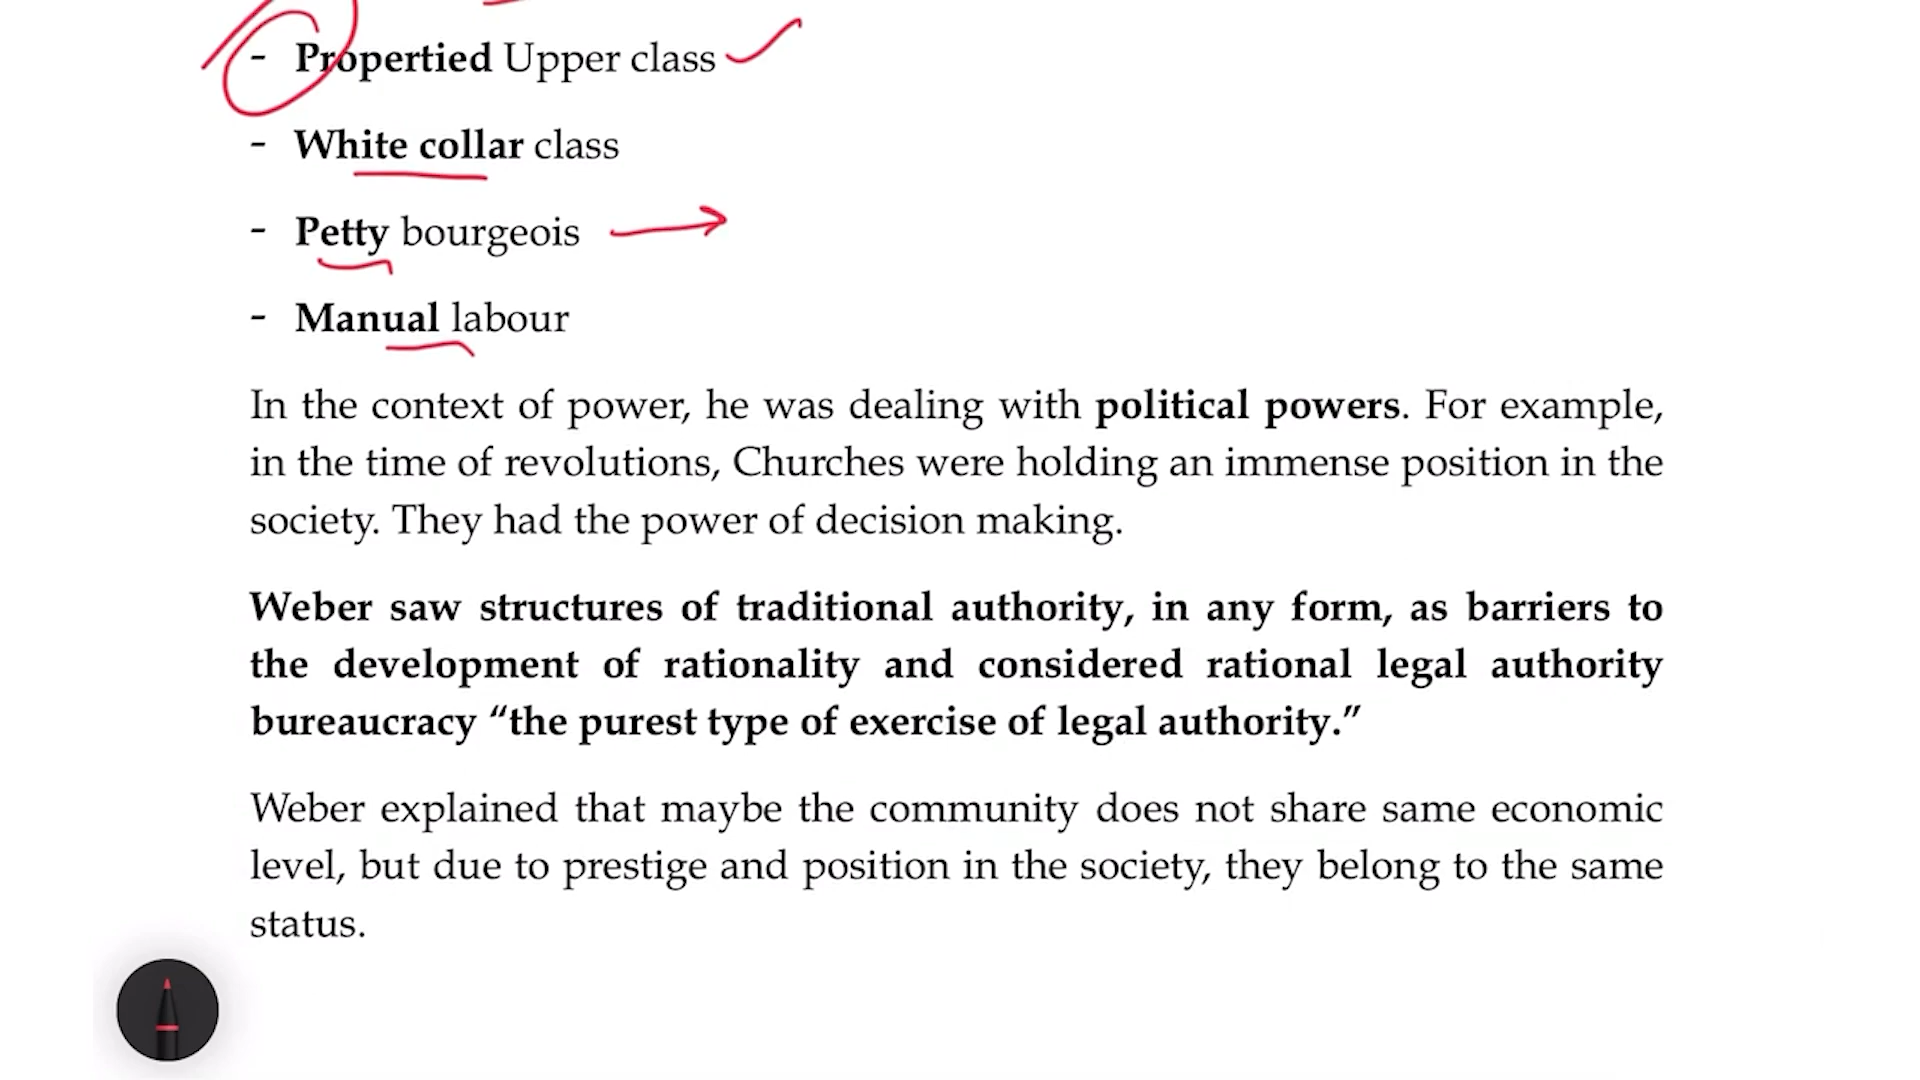 - Propertied Upper class
- White collar class
- Petty bourgeois
- Manual labour
In the context of power, he was dealing with political powers. For example,
in the time of revolutions, Churches were holding an immense position in the
society. They had the power of decision making.
Weber saw structures of traditional authority, in any form, as barriers to
the development of rationality and considered rational legal authority
bureaucracy “the purest type of exercise of legal authority.”
Weber explained that maybe the community does not share same economic
level, but due to prestige and position in the society, they belong to the same
status.